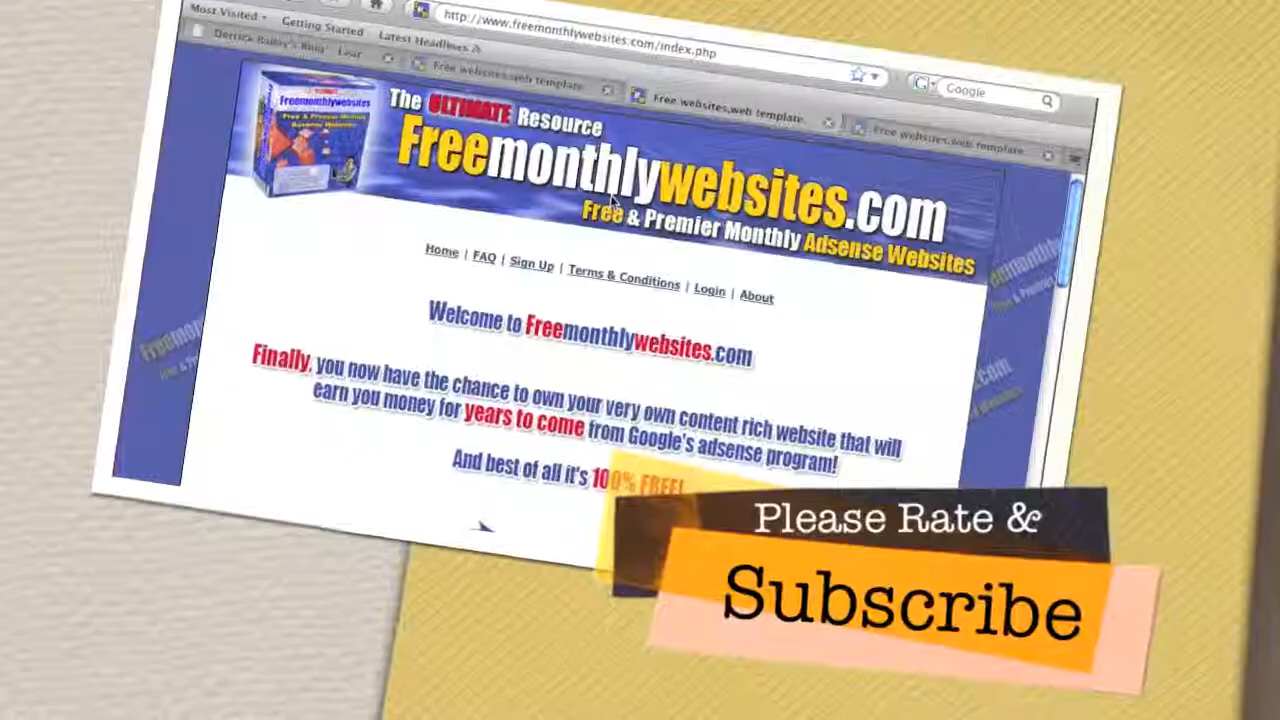 Most Visited
Getting Started
Latest Headlines
http://www.freemonthlywebsites.com/index.php
Google
Derrick Bailey's Blog
Free websites,web template
Free websites,web template.
Free websites,web template
Freemonthlywebsites
The ULTIMATE Resource
Freemonthlywebsites.com
Free & Premier Monthly Adsense Websites
Home | FAQ | Sign Up | Terms & Conditions | Login | About
Welcome to Freemonthlywebsites.com
Finally, you now have the chance to own your very own content rich website that will
earn you money for years to come from Google's adsense program!
And best of all it's 100% FREE!
Please Rate &
Subscribe